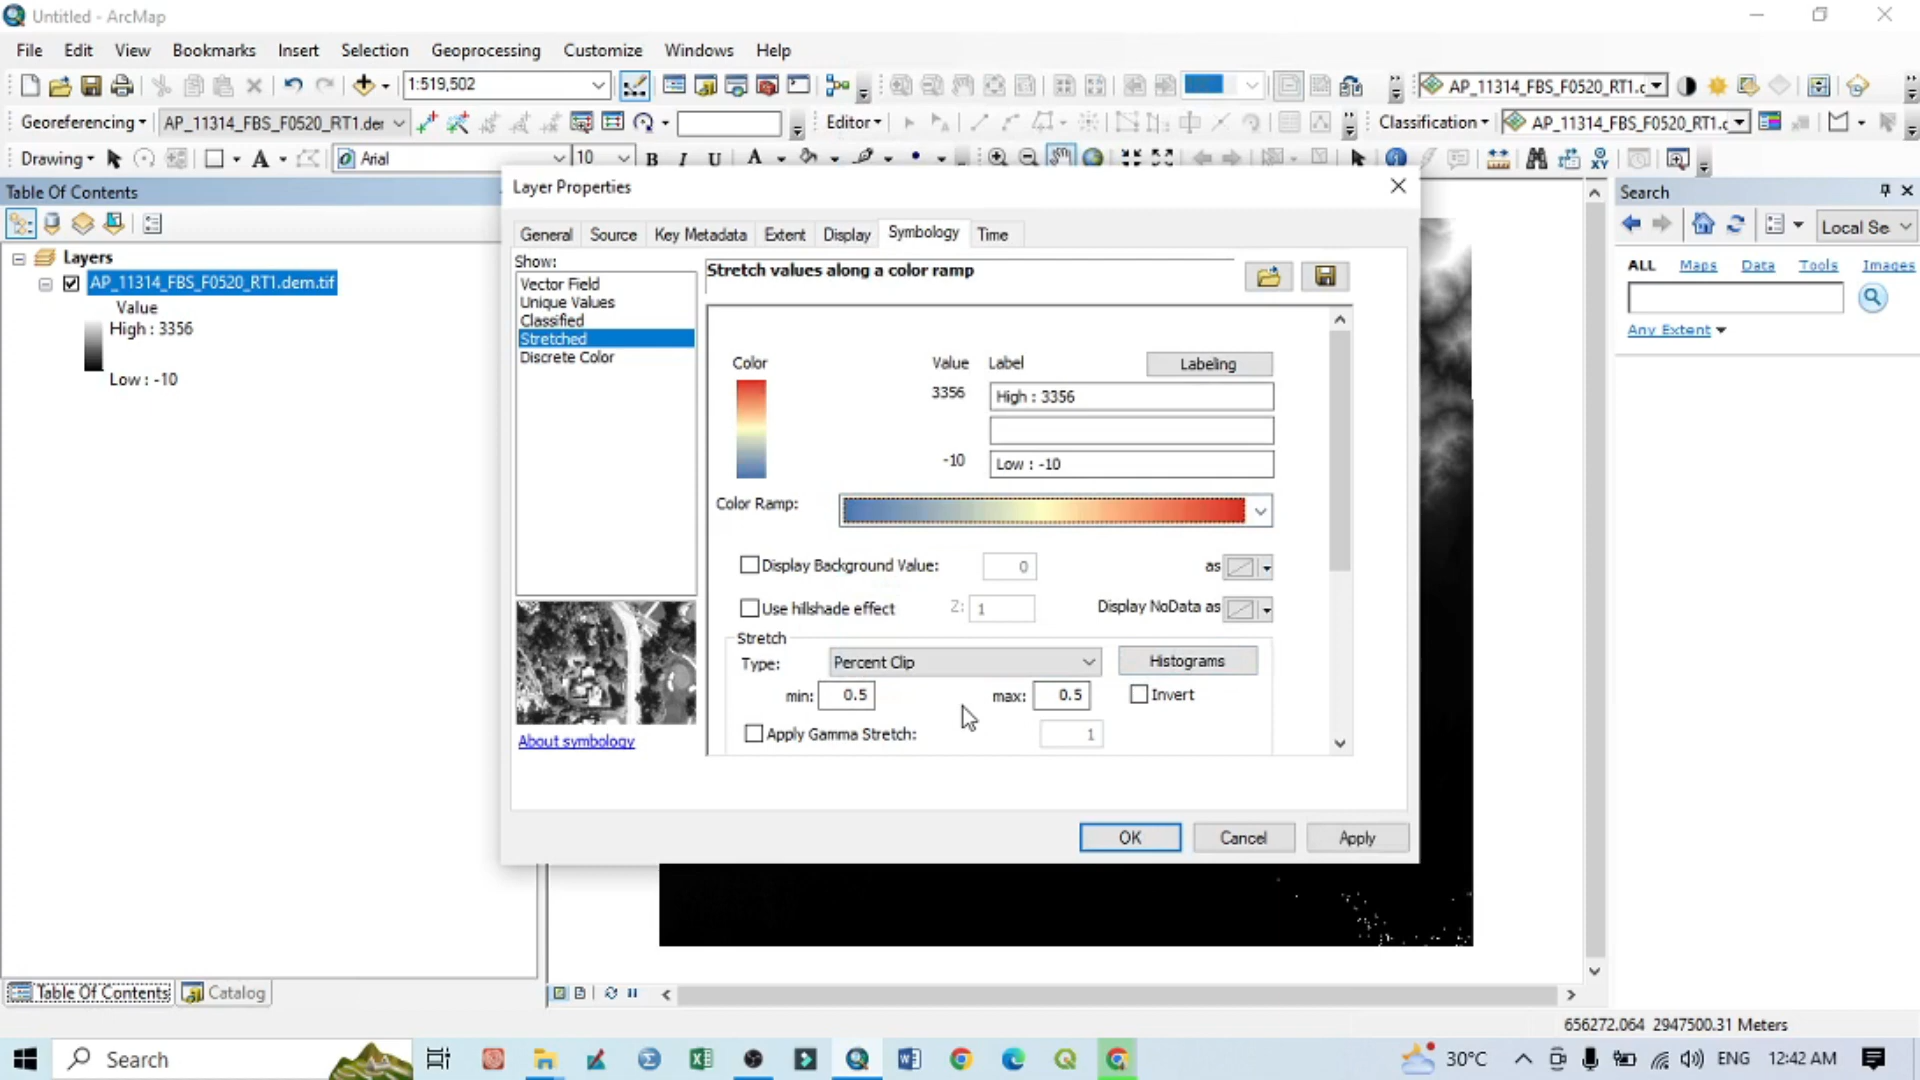 Untitled - ArcMap
File Edit View Bookmarks Insert Selection Geoprocessing Customize Windows Help
1:519,502 AP_11314_FBS_F0520_RT1.c
Georeferencing AP_11314_FBS_F0520_RT1.der Editor Classification AP_11314_FBS_F0520_RT1.c
Drawing A Arial 10 B I U A
Table Of Contents
Layers
AP_11314_FBS_F0520_RT1.dem.tif
Value
High : 3356
Low : -10
Layer Properties
General Source Key Metadata Extent Display Symbology Time
Show:
Vector Field
Unique Values
Classified
Stretched
Discrete Color
About symbology
Stretch values along a color ramp
Color Value Label Labeling
3356 High : 3356
-10 Low : -10
Color Ramp:
Display Background Value: 0 as
Use hillshade effect Z: 1 Display NoData as
Stretch
Type: Percent Clip Histograms
min: 0.5 max: 0.5 Invert
Apply Gamma Stretch: 1
OK Cancel Apply
Search
Local Se
ALL Maps Data Tools Images
Any Extent
Table Of Contents Catalog
656272.064 2947500.31 Meters
Search 30°C ENG 12:42 AM